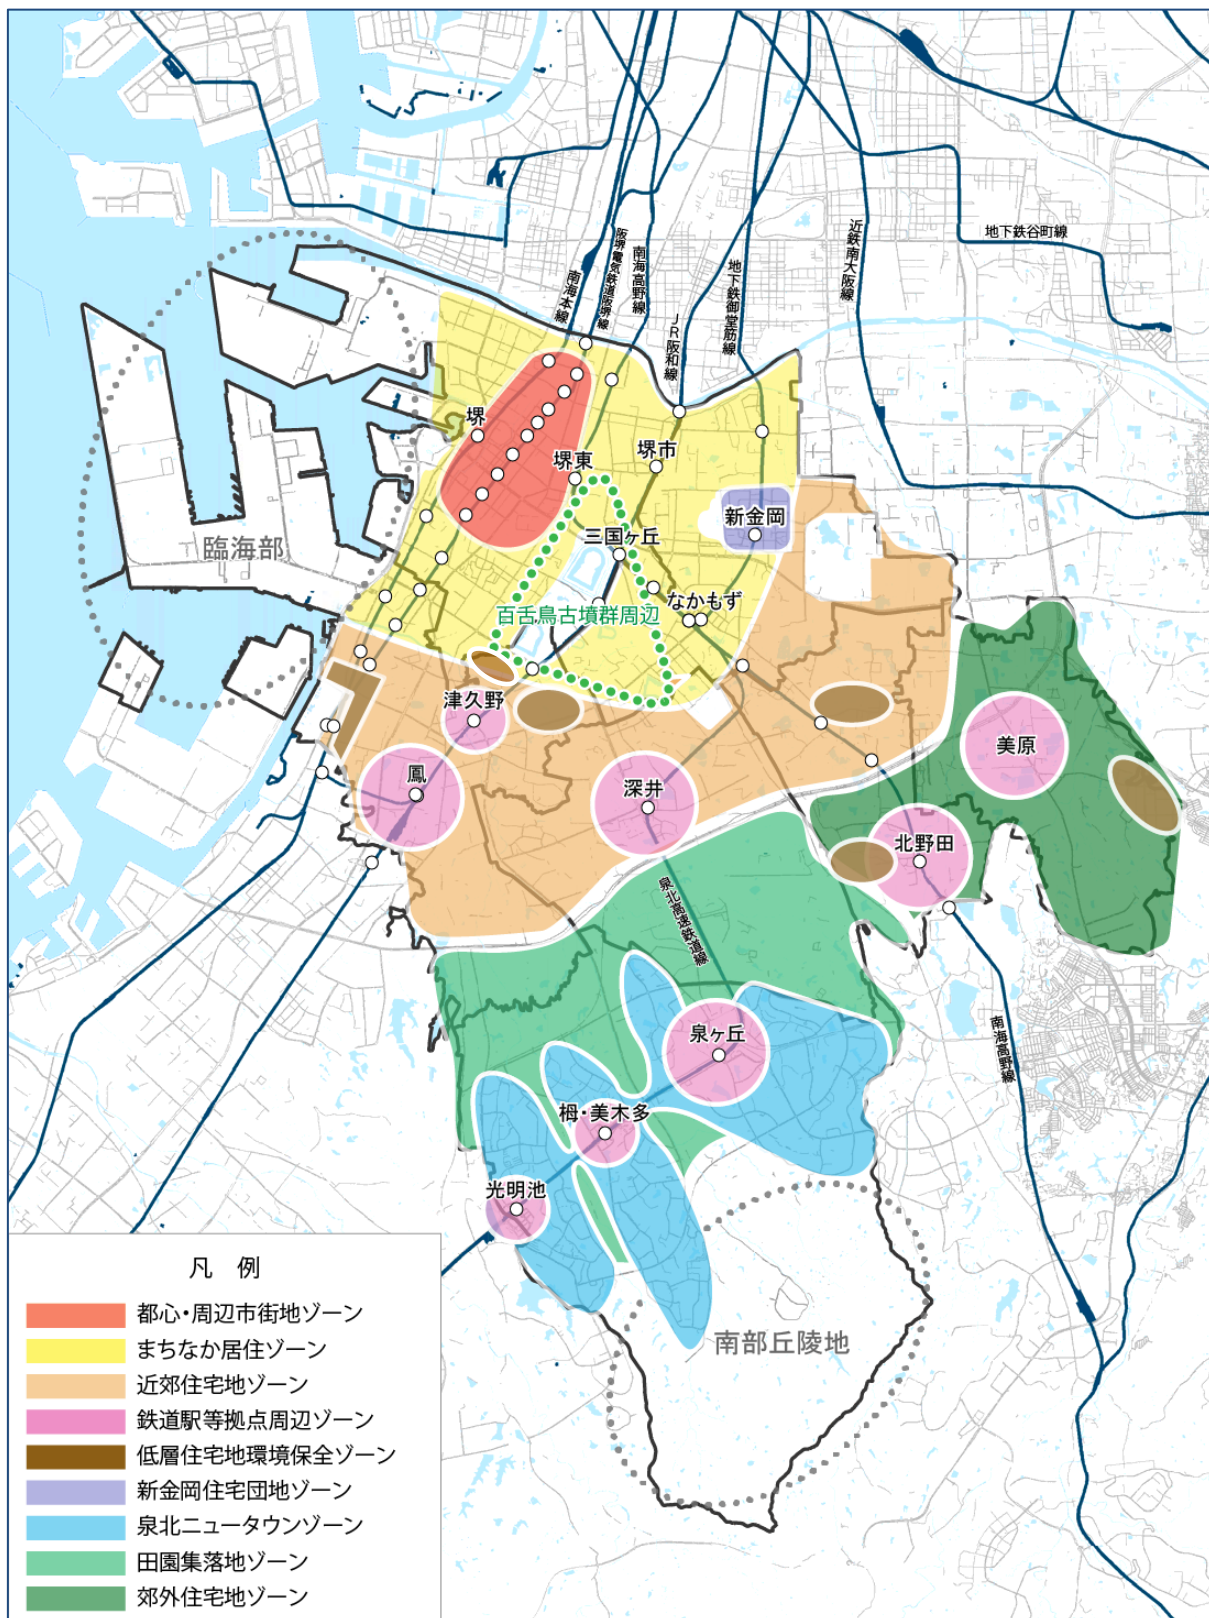 地下鉄谷町線
近鉄南大阪線
阪堺電気鉄道阪堺線
南海高野線
南海本線
地下鉄御堂筋線
JR阪和線
堺
堺東
堺市
新金岡
三国ヶ丘
臨海部
なかもず
百舌鳥古墳群周辺
津久野
美原
鳳
深井
北野田
泉北高速鉄道線
泉ヶ丘
南海高野線
栂・美木多
光明池
南部丘陵地
凡 例
都心・周辺市街地ゾーン
まちなか居住ゾーン
近郊住宅地ゾーン
鉄道駅等拠点周辺ゾーン
低層住宅地環境保全ゾーン
新金岡住宅団地ゾーン
泉北ニュータウンゾーン
田園集落地ゾーン
郊外住宅地ゾーン